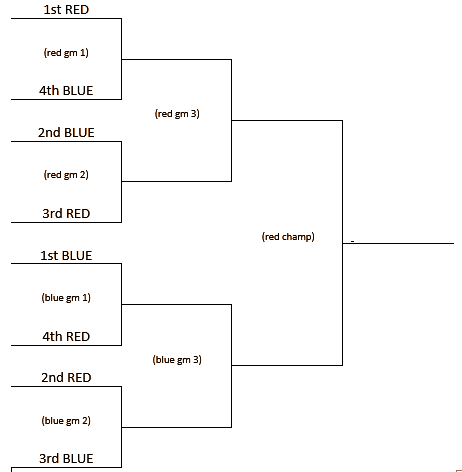 1st RED
(red gm 1)
4th BLUE
(red gm 3)
2nd BLUE
(red gm 2)
3rd RED
(red champ)
1st BLUE
(blue gm 1)
4th RED
(blue gm 3)
2nd RED
(blue gm 2)
3rd BLUE